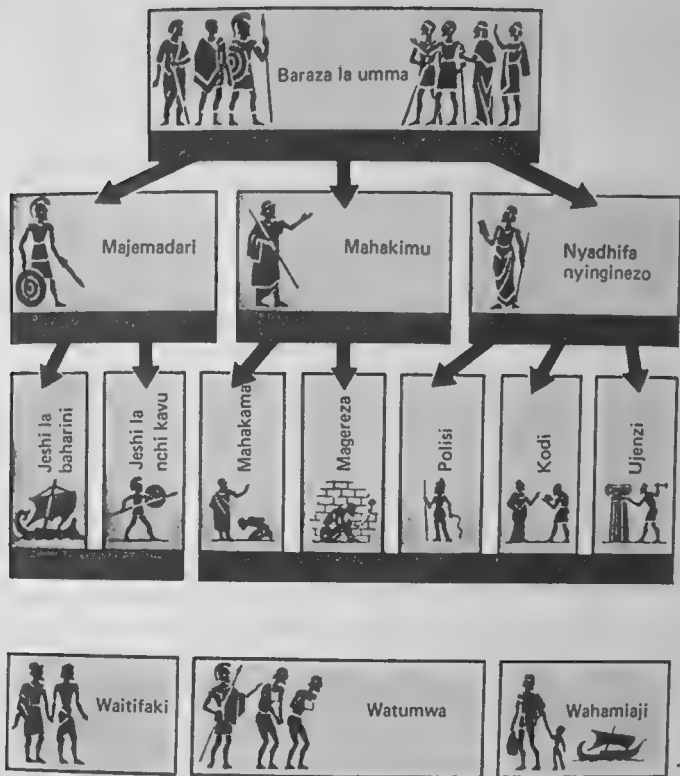 Baraza la umma
Majemadari
Mahakimu
Nyadhifa
nyinginezo
Jeshi la
baharini
Jeshi la
nchi kavu
Mahakama
Magereza
Polisi
Kodi
Ujenzi
Waitifaki
Watumwa
Wahamiaji